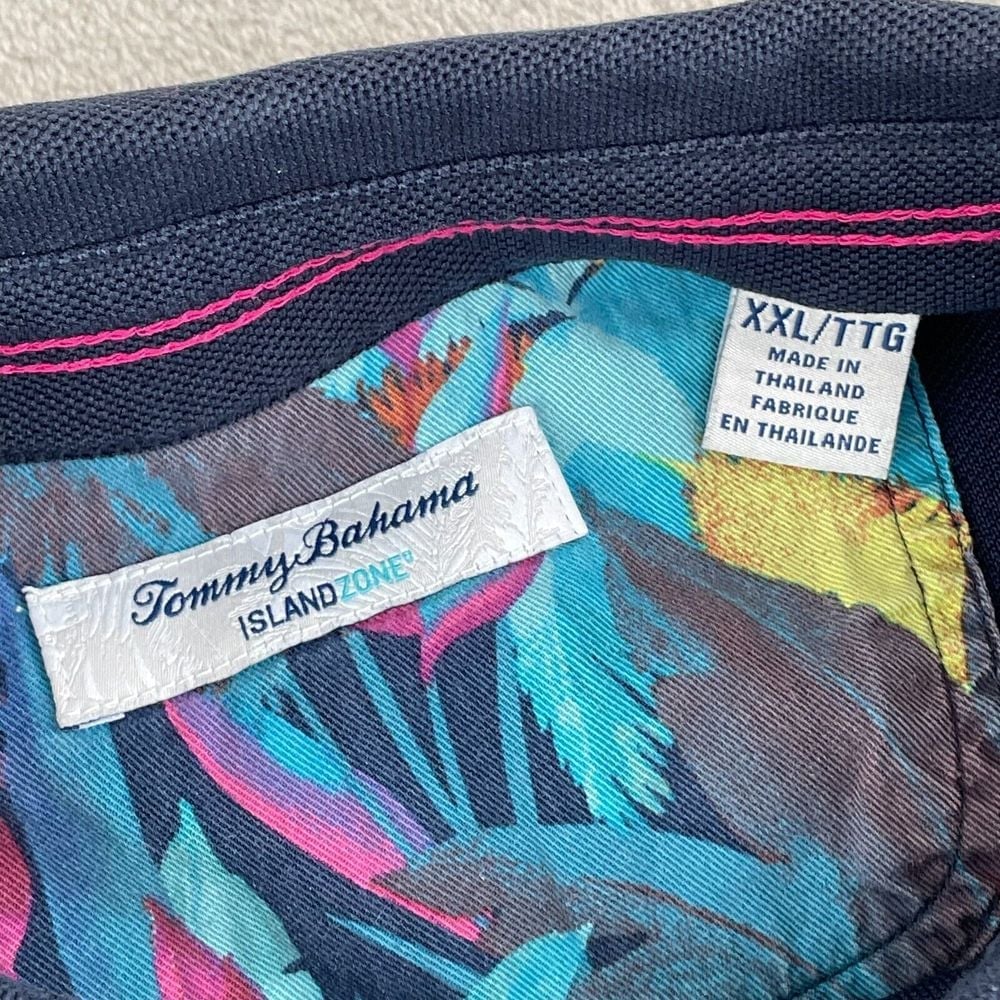 Tommy Bahama
ISLANDZONE®
XXL/TTG
MADE IN
THAILAND
FABRIQUE
EN THAILANDE